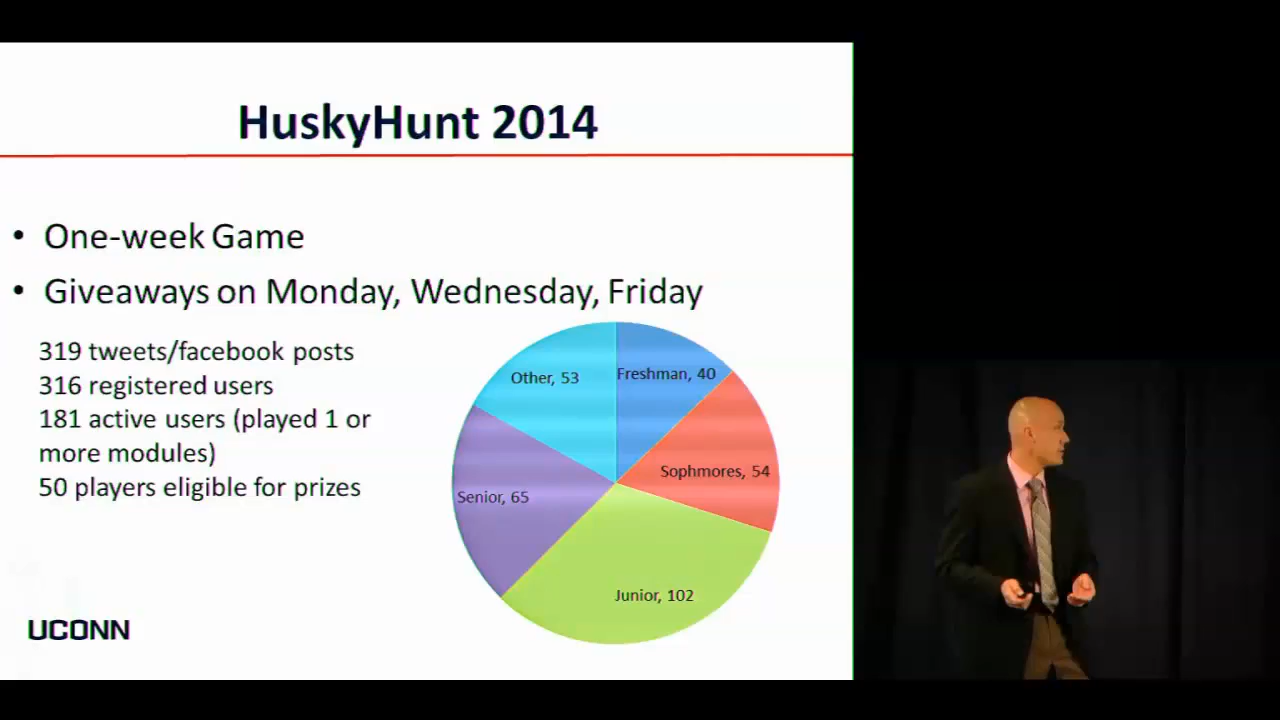 HuskyHunt 2014
• One-week Game
• Giveaways on Monday, Wednesday, Friday
319 tweets/facebook posts
316 registered users
181 active users (played 1 or
more modules)
50 players eligible for prizes
Other, 53
Freshman, 40
Sophmores, 54
Senior, 65
Junior, 102
UCONN